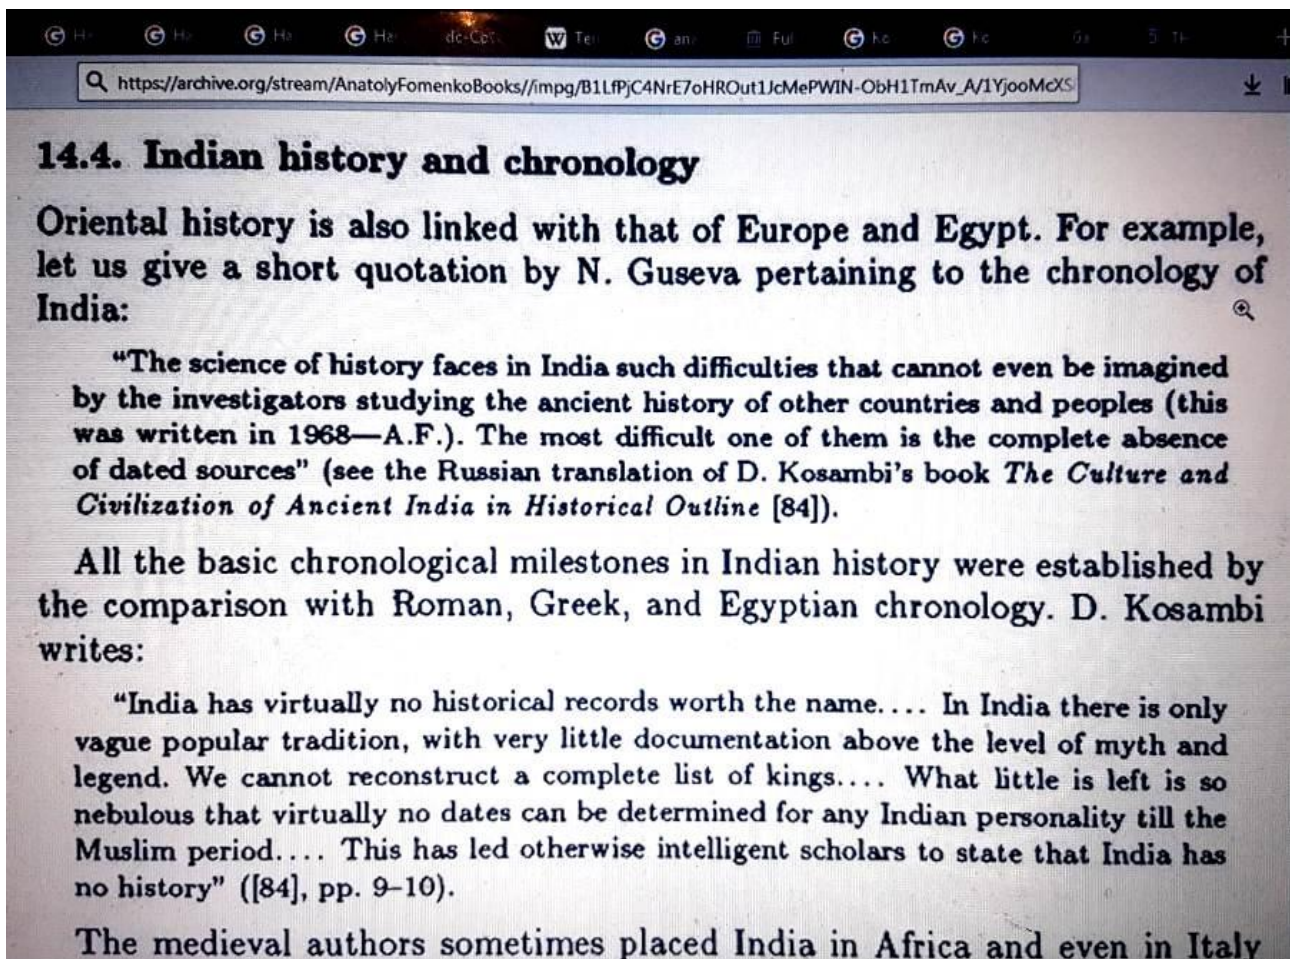 https://archive.org/stream/AnatolyFomenkoBooks//impg/B1LfPjC4NrE7oHROut1JcMePWIN-ObH1TmAv_A/1YjooMcXS
14.4. Indian history and chronology
Oriental history is also linked with that of Europe and Egypt. For example,
let us give a short quotation by N. Guseva pertaining to the chronology of
India:
“The science of history faces in India such difficulties that cannot even be imagined
by the investigators studying the ancient history of other countries and peoples (this
was written in 1968—A.F.). The most difficult one of them is the complete absence
of dated sources” (see the Russian translation of D. Kosambi’s book The Culture and
Civilization of Ancient India in Historical Outline [84]).
All the basic chronological milestones in Indian history were established by
the comparison with Roman, Greek, and Egyptian chronology. D. Kosambi
writes:
“India has virtually no historical records worth the name.... In India there is only
vague popular tradition, with very little documentation above the level of myth and
legend. We cannot reconstruct a complete list of kings.... What little is left is so
nebulous that virtually no dates can be determined for any Indian personality till the
Muslim period.... This has led otherwise intelligent scholars to state that India has
no history” ([84], pp. 9–10).
The medieval authors sometimes placed India in Africa and even in Italy